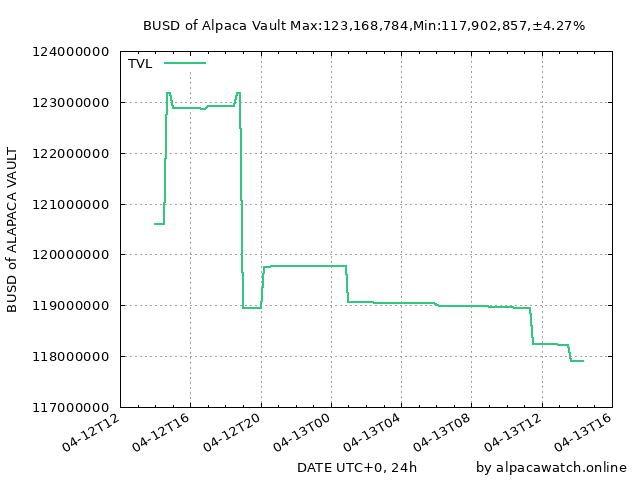 BUSD of Alpaca Vault Max:123,168,784,Min:117,902,857,±4.27%
TVL
124000000
123000000
122000000
121000000
120000000
119000000
118000000
117000000
BUSD of ALAPACA VAULT
04-12T12
04-12T16
04-12T20
04-13T00
04-13T04
04-13T08
04-13T12
04-13T16
DATE UTC+0, 24h
by alpacawatch.online